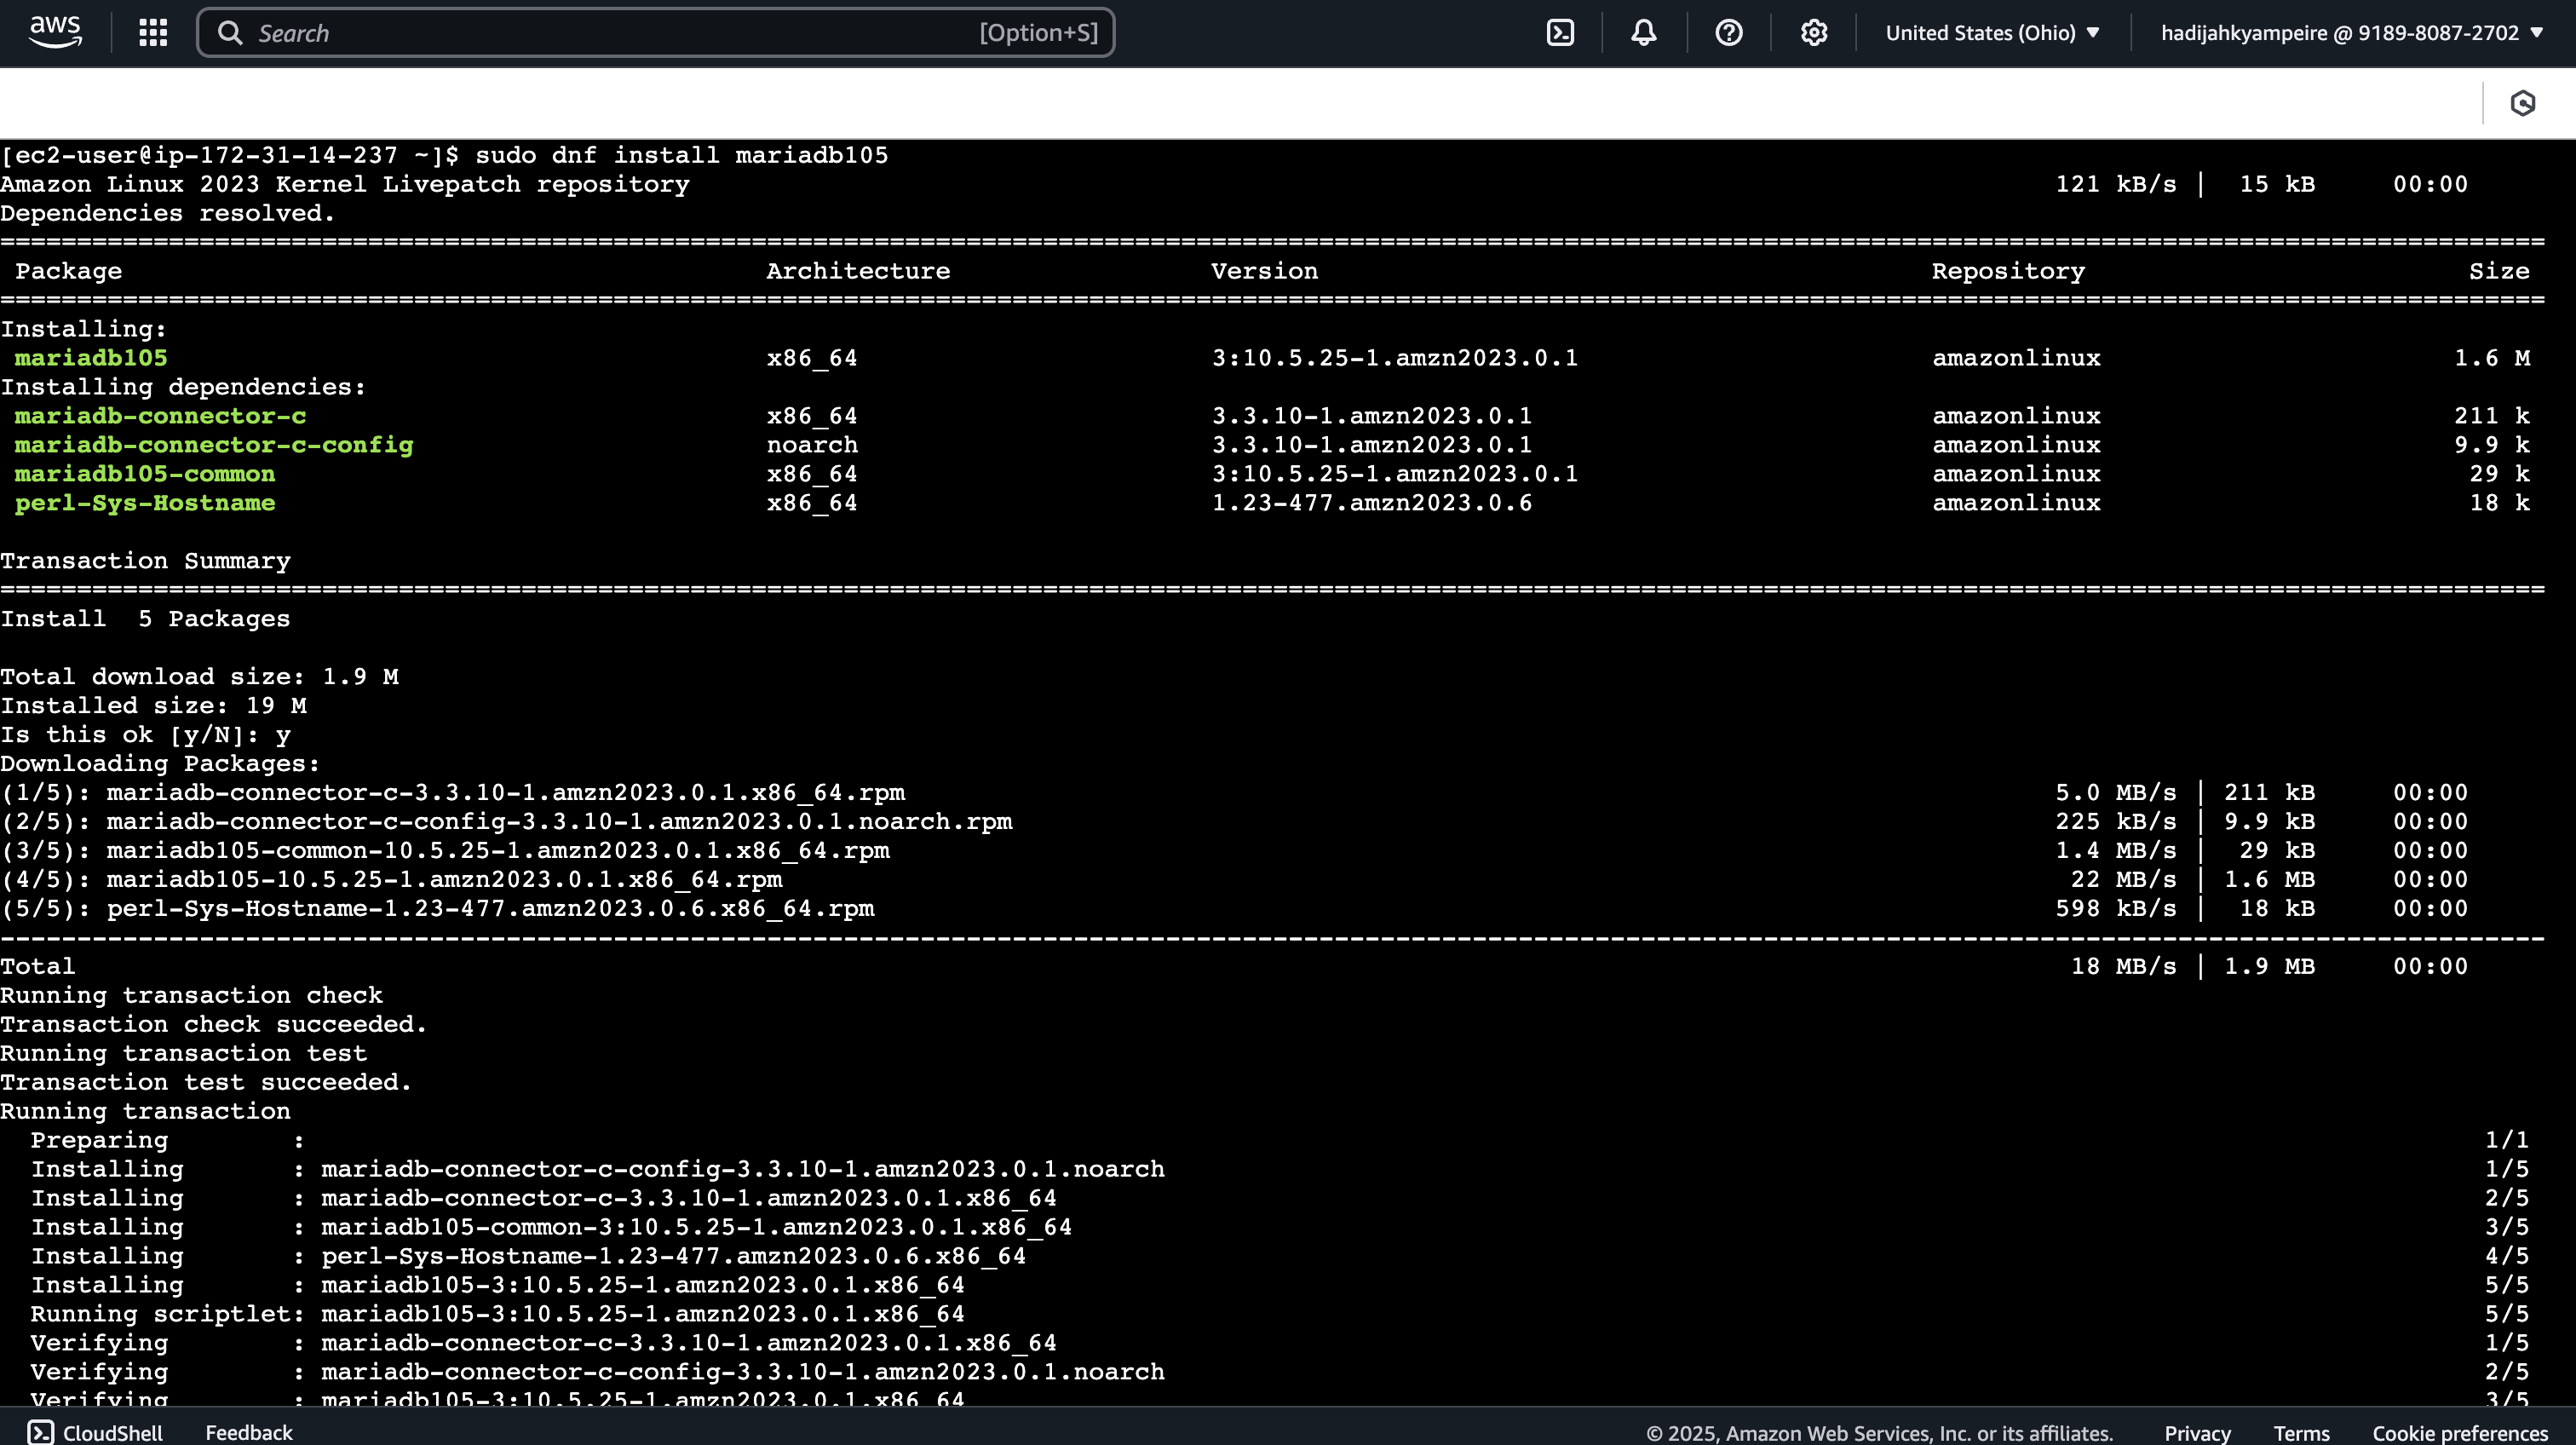 aws
Search [Option+S] United States (Ohio) hadijahkyampeire @ 9189-8087-2702
[ec2-user@ip-172-31-14-237 ~]$ sudo dnf install mariadb105
Amazon Linux 2023 Kernel Livepatch repository 121 kB/s | 15 kB 00:00
Dependencies resolved.
Package Architecture Version Repository Size
Installing:
mariadb105 x86_64 3:10.5.25-1.amzn2023.0.1 amazonlinux 1.6 M
Installing dependencies:
mariadb-connector-c x86_64 3.3.10-1.amzn2023.0.1 amazonlinux 211 k
mariadb-connector-c-config noarch 3.3.10-1.amzn2023.0.1 amazonlinux 9.9 k
mariadb105-common x86_64 3:10.5.25-1.amzn2023.0.1 amazonlinux 29 k
perl-Sys-Hostname x86_64 1.23-477.amzn2023.0.6 amazonlinux 18 k
Transaction Summary
Install 5 Packages
Total download size: 1.9 M
Installed size: 19 M
Is this ok [y/N]: y
Downloading Packages:
(1/5): mariadb-connector-c-3.3.10-1.amzn2023.0.1.x86_64.rpm 5.0 MB/s | 211 kB 00:00
(2/5): mariadb-connector-c-config-3.3.10-1.amzn2023.0.1.noarch.rpm 225 kB/s | 9.9 kB 00:00
(3/5): mariadb105-common-10.5.25-1.amzn2023.0.1.x86_64.rpm 1.4 MB/s | 29 kB 00:00
(4/5): mariadb105-10.5.25-1.amzn2023.0.1.x86_64.rpm 22 MB/s | 1.6 MB 00:00
(5/5): perl-Sys-Hostname-1.23-477.amzn2023.0.6.x86_64.rpm 598 kB/s | 18 kB 00:00
Total 18 MB/s | 1.9 MB 00:00
Running transaction check
Transaction check succeeded.
Running transaction test
Transaction test succeeded.
Running transaction
Preparing : 1/1
Installing : mariadb-connector-c-config-3.3.10-1.amzn2023.0.1.noarch 1/5
Installing : mariadb-connector-c-3.3.10-1.amzn2023.0.1.x86_64 2/5
Installing : mariadb105-common-3:10.5.25-1.amzn2023.0.1.x86_64 3/5
Installing : perl-Sys-Hostname-1.23-477.amzn2023.0.6.x86_64 4/5
Installing : mariadb105-3:10.5.25-1.amzn2023.0.1.x86_64 5/5
Running scriptlet: mariadb105-3:10.5.25-1.amzn2023.0.1.x86_64 5/5
Verifying : mariadb-connector-c-3.3.10-1.amzn2023.0.1.x86_64 1/5
Verifying : mariadb-connector-c-config-3.3.10-1.amzn2023.0.1.noarch 2/5
Verifying : mariadb105-3:10.5.25-1.amzn2023.0.1.x86_64 3/5
CloudShell Feedback © 2025, Amazon Web Services, Inc. or its affiliates. Privacy Terms Cookie preferences